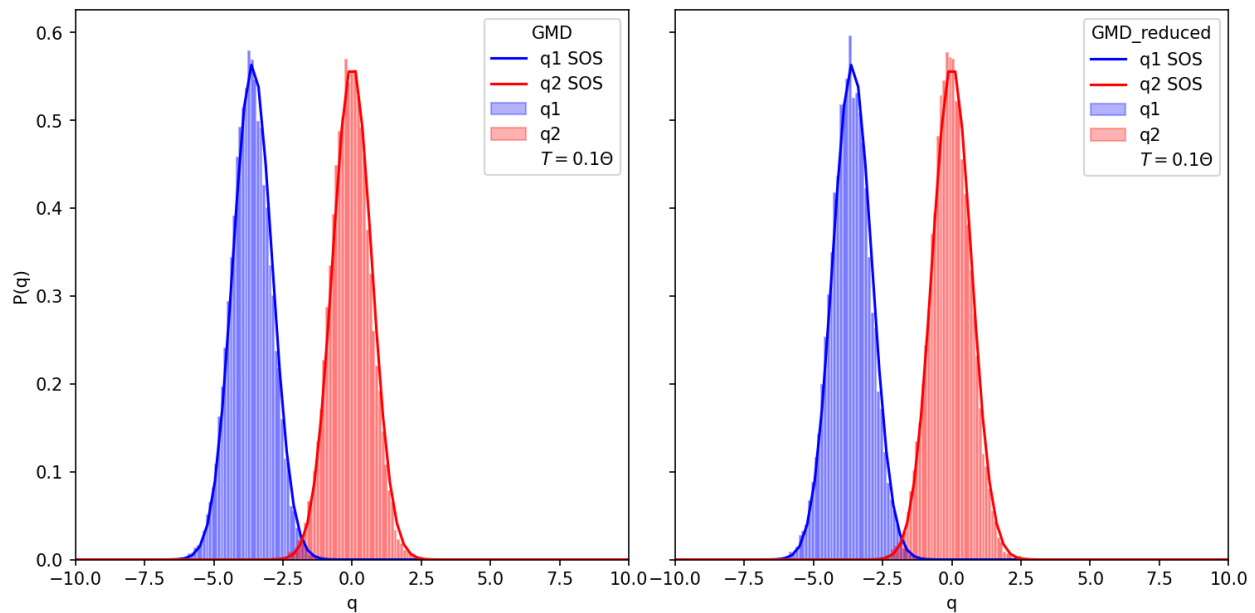 GMD
q1 SOS
q2 SOS
q1
q2
T = 0.1Θ
P(q)
0.6
0.5
0.4
0.3
0.2
0.1
0.0
−10.0
−7.5
−5.0
−2.5
0.0
2.5
5.0
7.5
10.0
q
GMD_reduced
q1 SOS
q2 SOS
q1
q2
T = 0.1Θ
−10.0
−7.5
−5.0
−2.5
0.0
2.5
5.0
7.5
10.0
q